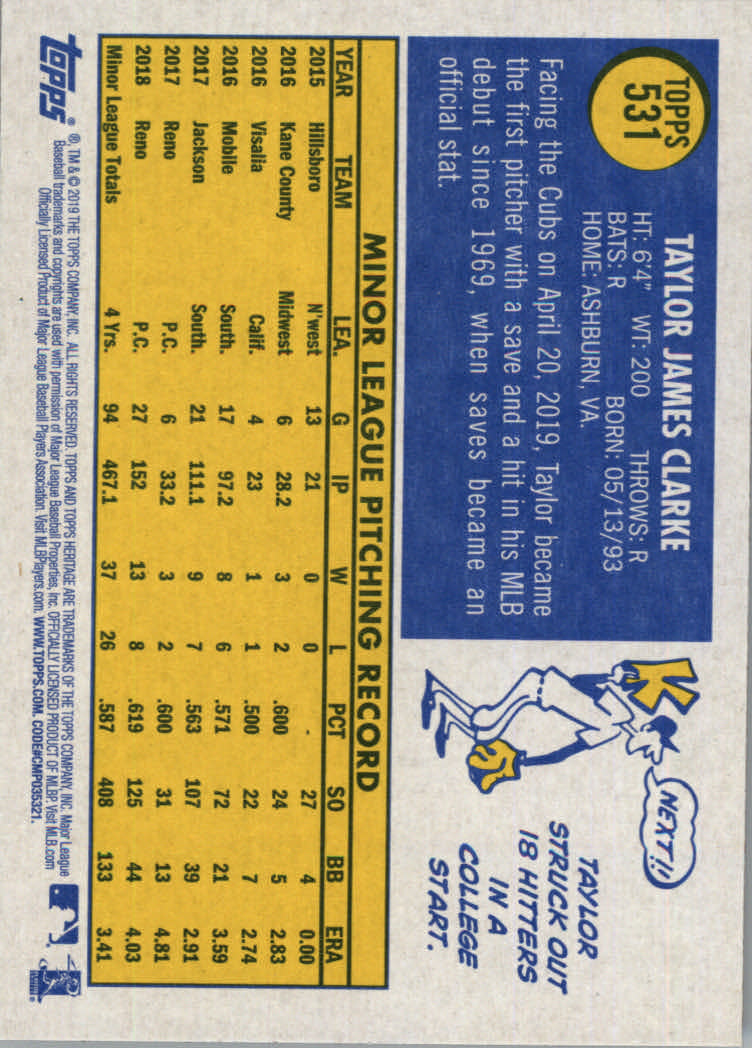 TOPPS
531
TAYLOR JAMES CLARKE
HT: 6'4" WT: 200 THROWS: R
BATS: R BORN: 05/13/93
HOME: ASHBURN, VA.
Facing the Cubs on April 20, 2019, Taylor became
the first pitcher with a save and a hit in his MLB
debut since 1969, when saves became an
official stat.
NEXT!!
TAYLOR
STRUCK OUT
18 HITTERS
IN A
COLLEGE
START.
MINOR LEAGUE PITCHING RECORD
YEAR TEAM LEA. G IP W L PCT SO BB ERA
2015 Hillsboro N'west 13 21 0 0 - 27 4 0.00
2016 Kane County Midwest 6 28.2 3 2 .600 24 5 2.83
2016 Visalia Calif. 4 23 1 1 .500 22 7 2.74
2016 Mobile South. 17 97.2 8 6 .571 72 21 3.59
2017 Jackson South. 21 111.1 9 7 .563 107 39 2.91
2017 Reno P.C. 6 33.2 3 2 .600 31 13 4.81
2018 Reno P.C. 27 152 13 8 .619 125 44 4.03
Minor League Totals 4 Yrs. 94 467.1 37 26 .587 408 133 3.41
topps®
®, TM & © 2019 THE TOPPS COMPANY, INC. ALL RIGHTS RESERVED. TOPPS AND TOPPS HERITAGE ARE TRADEMARKS OF THE TOPPS COMPANY, INC. Major League
Baseball trademarks and copyrights are used with permission of Major League Baseball Properties, Inc. OFFICIALLY LICENSED PRODUCT OF MLBP. Visit MLB.com
Officially Licensed Product of Major League Baseball Players Association. Visit MLBPlayers.com. WWW.TOPPS.COM. CODE#CMP035321.